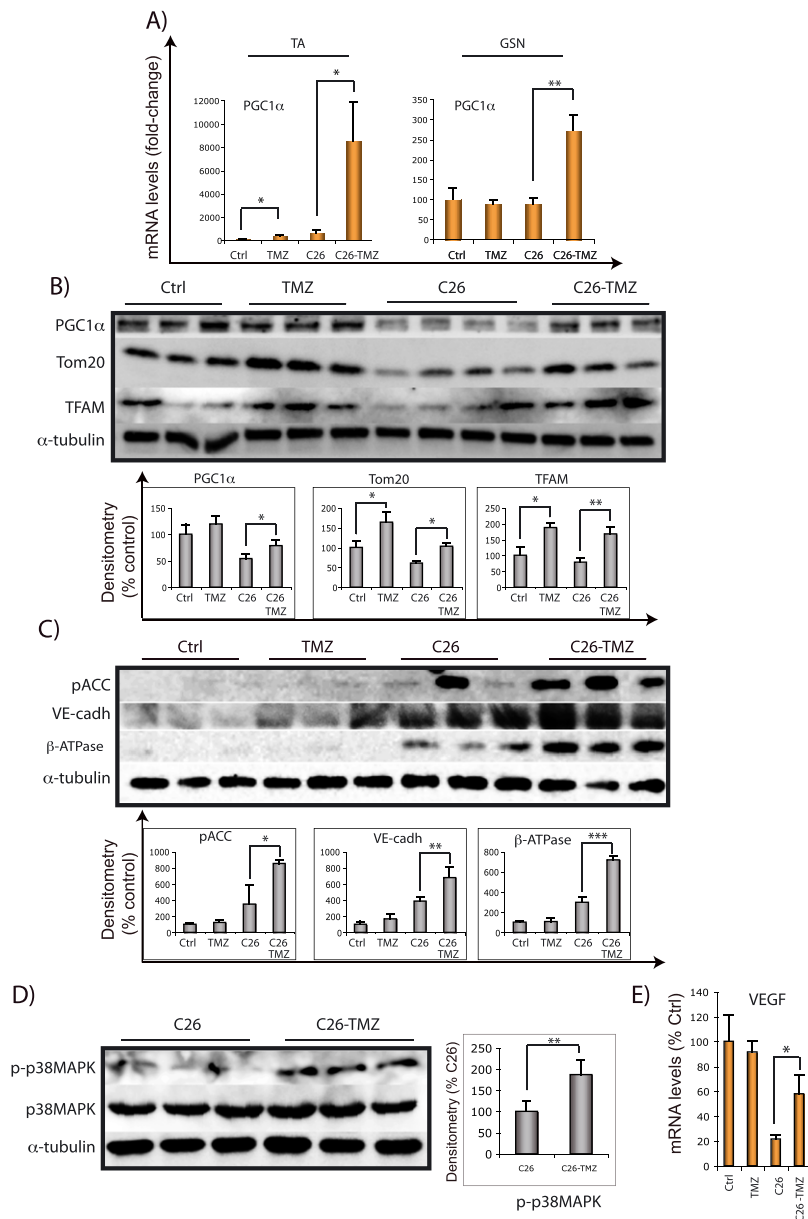 A)
TA
GSN
mRNA levels (fold-change)
*
**
12000
10000
8000
6000
4000
2000
0
PGC1α
*
Ctrl TMZ C26 C26-TMZ
350
300
250
200
150
100
50
0
PGC1α
Ctrl TMZ C26 C26-TMZ
B)
Ctrl TMZ C26 C26-TMZ
PGC1α
Tom20
TFAM
α-tubulin
Densitometry
(% control)
PGC1α
150
100
50
0
*
Ctrl TMZ C26 C26
TMZ
Tom20
200
150
100
50
0
* *
Ctrl TMZ C26 C26
TMZ
TFAM
250
200
150
100
50
0
* **
Ctrl TMZ C26 C26
TMZ
C)
Ctrl TMZ C26 C26-TMZ
pACC
VE-cadh
β-ATPase
α-tubulin
Densitometry
(% control)
pACC
1000
800
600
400
200
0
*
Ctrl TMZ C26 C26
TMZ
VE-cadh
1000
800
600
400
200
0
**
Ctrl TMZ C26 C26
TMZ
β-ATPase
800
600
400
200
0
***
Ctrl TMZ C26 C26
TMZ
D)
C26 C26-TMZ
p-p38MAPK
p38MAPK
α-tubulin
Densitometry (% C26)
250
200
150
100
50
0
**
C26 C26-TMZ
p-p38MAPK
E)
VEGF
mRNA levels (% Ctrl)
140
120
100
80
60
40
20
0
*
Ctrl
TMZ
C26
C26-TMZ